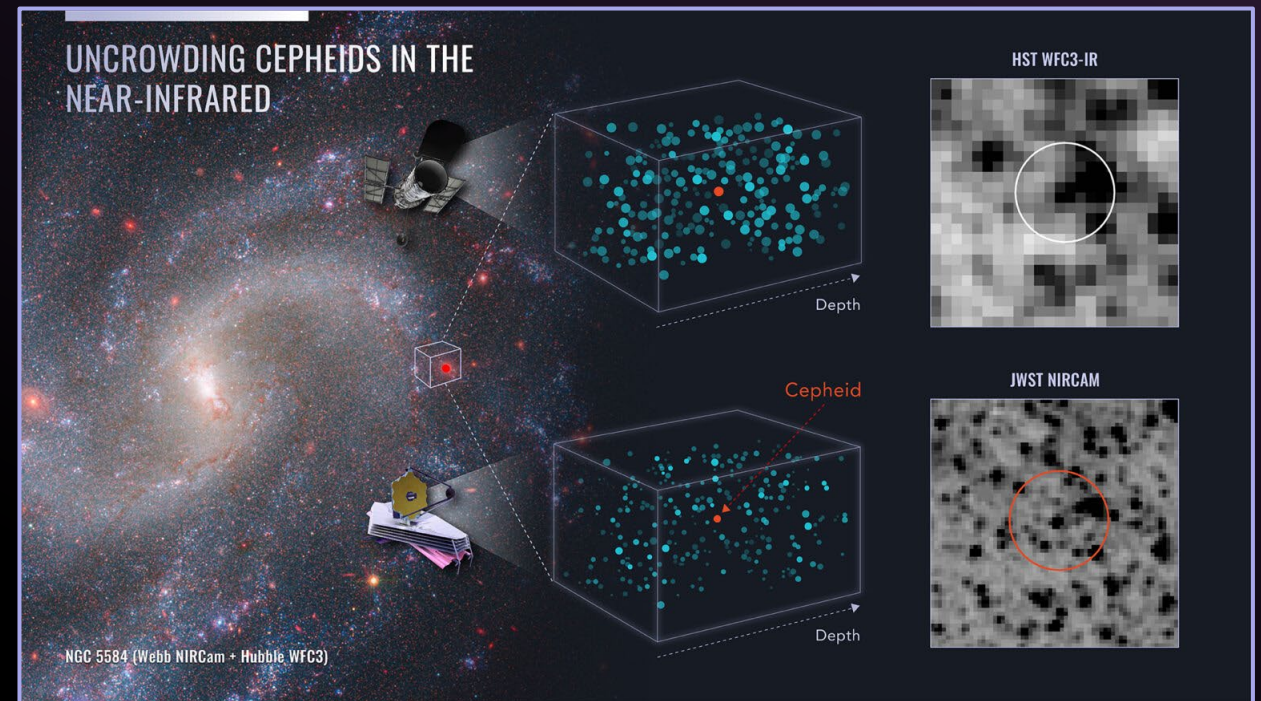 UNCROWDING CEPHEIDS IN THE
NEAR-INFRARED
HST WFC3-IR
Depth
JWST NIRCAM
Cepheid
Depth
NGC 5584 (Webb NIRCam + Hubble WFC3)